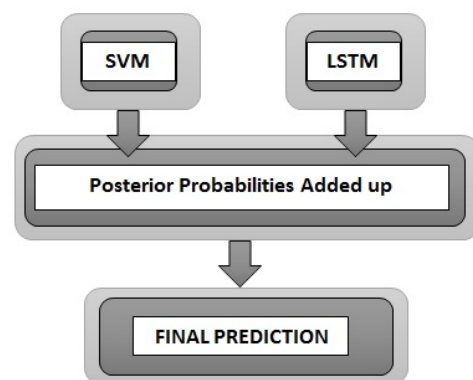 SVM
LSTM
Posterior Probabilities Added up
FINAL PREDICTION